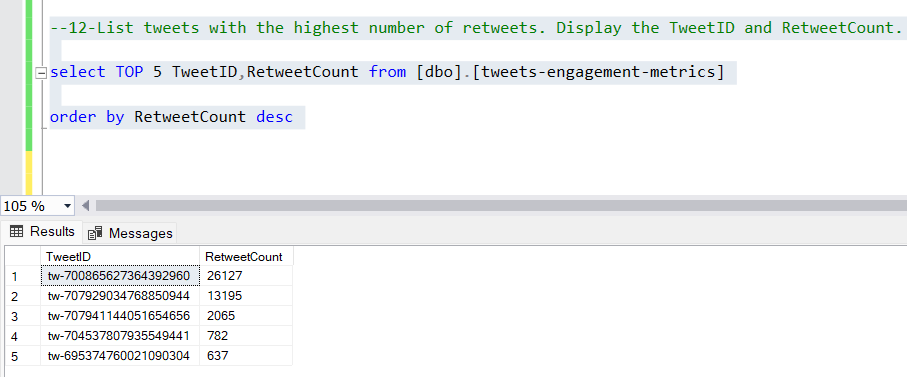 --12-List tweets with the highest number of retweets. Display the TweetID and RetweetCount.
select TOP 5 TweetID,RetweetCount from [dbo].[tweets-engagement-metrics]
order by RetweetCount desc
105 %
Results Messages
TweetID RetweetCount
1 tw-700865627364392960 26127
2 tw-707929034768850944 13195
3 tw-707941144051654656 2065
4 tw-704537807935549441 782
5 tw-695374760021090304 637